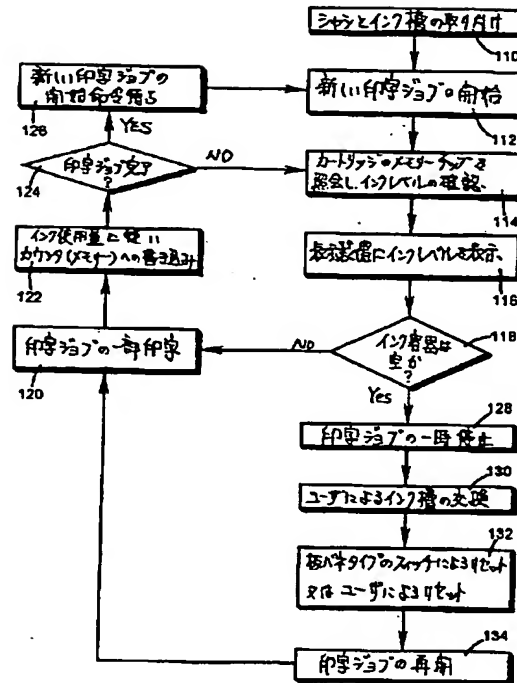 シャシとインク槽の取り付け
110
新しい印字ジョブの開始
112
カートリッジのメモリーチップを
照会し、インクレベルの確認、
114
表示装置にインクレベルを表示、
116
インク容器は
空か
?
118
NO
Yes
印字ジョブの一部印字
120
インク使用量に従い
カウンタ(メモリー)への書き込み
122
印字ジョブ完了
?
124
NO
YES
新しい印字ジョブの
開始命令待ち
126
128
印字ジョブの一時停止
130
ユーザによるインク槽の交換
132
板バネタイプのスイッチによるリセット
又はユーザによるリセット
134
印字ジョブの再開